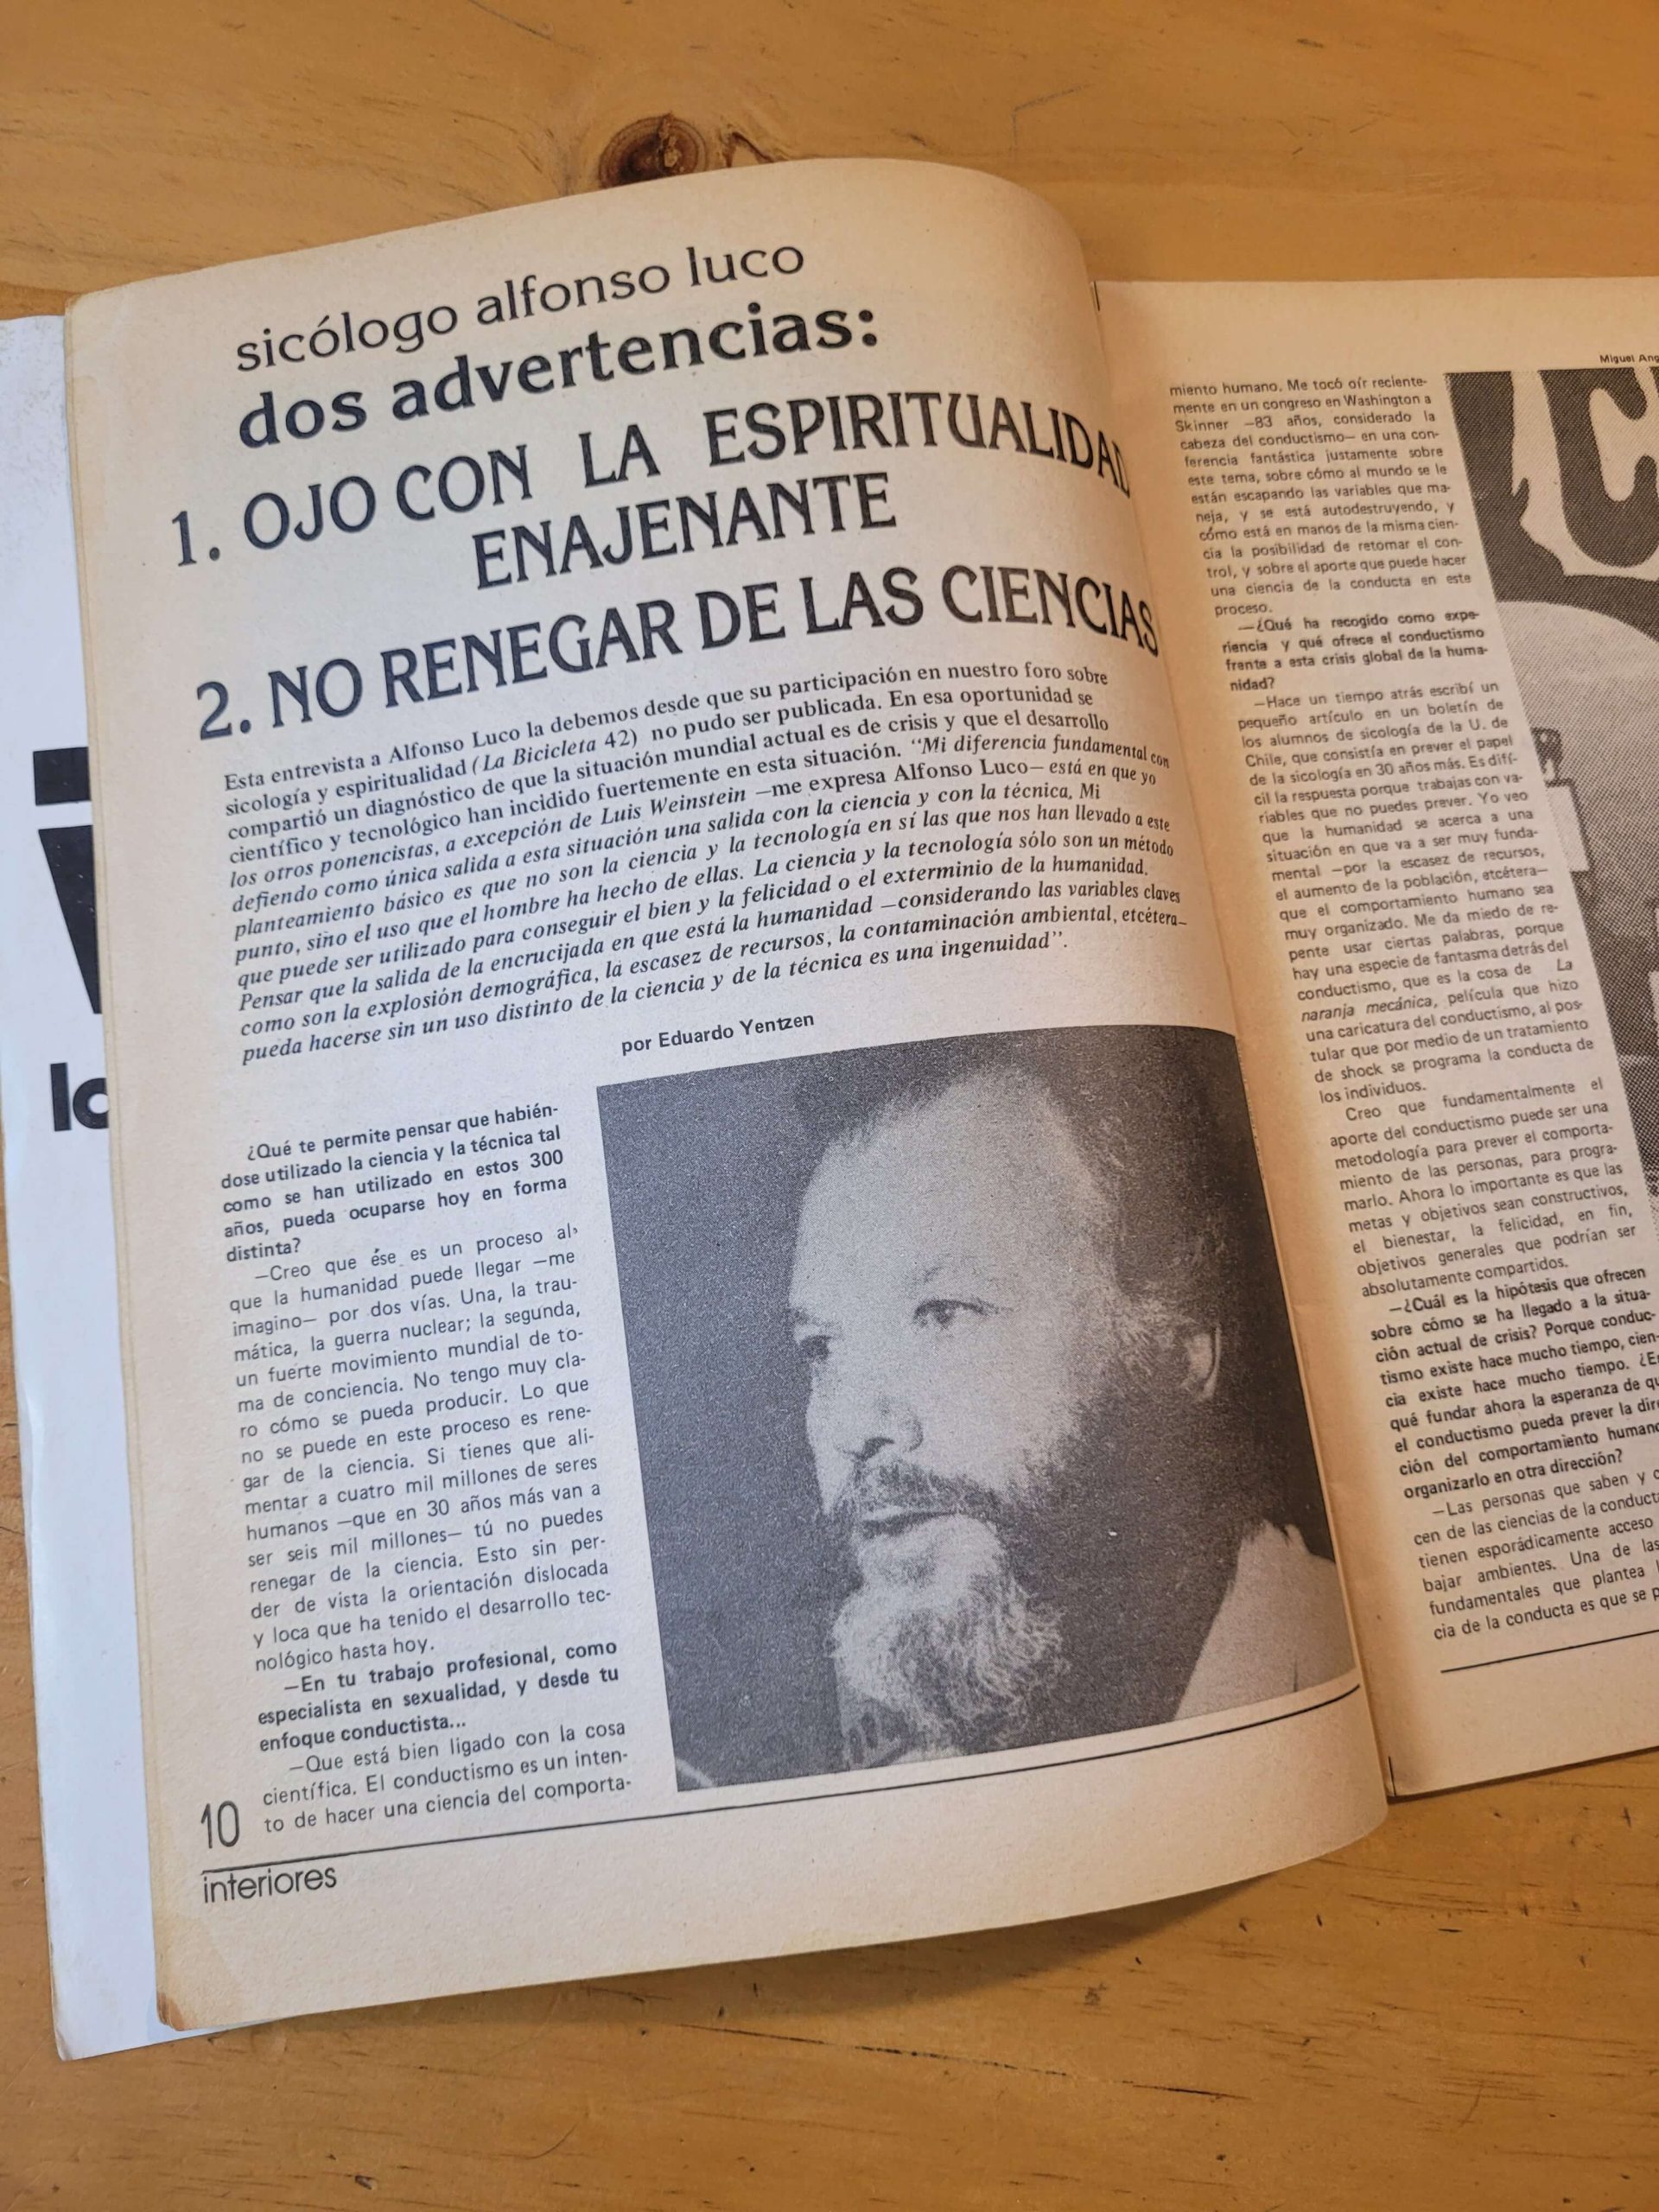 sicólogo alfonso luco
dos advertencias:
1. OJO CON LA ESPIRITUALIDAD
ENAJENANTE
2. NO RENEGAR DE LAS CIENCIAS
Esta entrevista a Alfonso Luco la debemos desde que su participación en nuestro foro sobre
sicología y espiritualidad (La Bicicleta 42) no pudo ser publicada. En esa oportunidad se
compartió un diagnóstico de que la situación mundial actual es de crisis y que el desarrollo
científico y tecnológico han incidido fuertemente en esta situación. “Mi diferencia fundamental con
los otros ponencistas, a excepción de Luis Weinstein —me expresa Alfonso Luco— está en que yo
defiendo como única salida a esta situación una salida con la ciencia y con la técnica. Mi
planteamiento básico es que no son la ciencia y la tecnología en sí las que nos han llevado a este
punto, sino el uso que el hombre ha hecho de ellas. La ciencia y la tecnología sólo son un método
que puede ser utilizado para conseguir el bien y la felicidad o el exterminio de la humanidad.
Pensar que la salida de la encrucijada en que está la humanidad —considerando las variables claves
como son la explosión demográfica, la escasez de recursos, la contaminación ambiental, etcétera—
pueda hacerse sin un uso distinto de la ciencia y de la técnica es una ingenuidad”.
por Eduardo Yentzen
¿Qué te permite pensar que habién-
dose utilizado la ciencia y la técnica tal
como se han utilizado en estos 300
años, pueda ocuparse hoy en forma
distinta?
—Creo que ése es un proceso al
que la humanidad puede llegar —me
imagino— por dos vías. Una, la trau-
mática, la guerra nuclear; la segunda,
un fuerte movimiento mundial de to-
ma de conciencia. No tengo muy cla-
ro cómo se pueda producir. Lo que
no se puede en este proceso es rene-
gar de la ciencia. Si tienes que ali-
mentar a cuatro mil millones de seres
humanos —que en 30 años más van a
ser seis mil millones— tú no puedes
renegar de la ciencia. Esto sin per-
der de vista la orientación dislocada
y loca que ha tenido el desarrollo tec-
nológico hasta hoy.
—En tu trabajo profesional, como
especialista en sexualidad, y desde tu
enfoque conductista...
—Que está bien ligado con la cosa
científica. El conductismo es un inten-
to de hacer una ciencia del comporta-
10
interiores
Miguel Ang
miento humano. Me tocó oír reciente-
mente en un congreso en Washington a
Skinner —83 años, considerado la
cabeza del conductismo— en una con-
ferencia fantástica justamente sobre
este tema, sobre cómo al mundo se le
están escapando las variables que ma-
neja, y se está autodestruyendo, y
cómo está en manos de la misma cien-
cia la posibilidad de retomar el con-
trol, y sobre el aporte que puede hacer
una ciencia de la conducta en este
proceso.
—¿Qué ha recogido como expe-
riencia y qué ofrece el conductismo
frente a esta crisis global de la huma-
nidad?
—Hace un tiempo atrás escribí un
pequeño artículo en un boletín de
los alumnos de sicología de la U. de
Chile, que consistía en prever el papel
de la sicología en 30 años más. Es difí-
cil la respuesta porque trabajas con va-
riables que no puedes prever. Yo veo
que la humanidad se acerca a una
situación en que va a ser muy funda-
mental —por la escasez de recursos,
el aumento de la población, etcétera—
que el comportamiento humano sea
muy organizado. Me da miedo de re-
pente usar ciertas palabras, porque
hay una especie de fantasma detrás del
conductismo, que es la cosa de La
naranja mecánica, película que hizo
una caricatura del conductismo, al pos-
tular que por medio de un tratamiento
de shock se programa la conducta de
los individuos.
Creo que fundamentalmente el
aporte del conductismo puede ser una
metodología para prever el comporta-
miento de las personas, para progra-
marlo. Ahora lo importante es que las
metas y objetivos sean constructivos,
el bienestar, la felicidad, en fin,
objetivos generales que podrían ser
absolutamente compartidos.
—¿Cuál es la hipótesis que ofrecen
sobre cómo se ha llegado a la situa-
ción actual de crisis? Porque conduc-
tismo existe hace mucho tiempo, cien-
cia existe hace mucho tiempo. ¿En
qué fundar ahora la esperanza de qu
el conductismo pueda prever la dire
ción del comportamiento humano
organizarlo en otra dirección?
—Las personas que saben y
cen de las ciencias de la conduct
tienen esporádicamente acceso
bajar ambientes. Una de las
fundamentales que plantea
cia de la conducta es que se p
lo